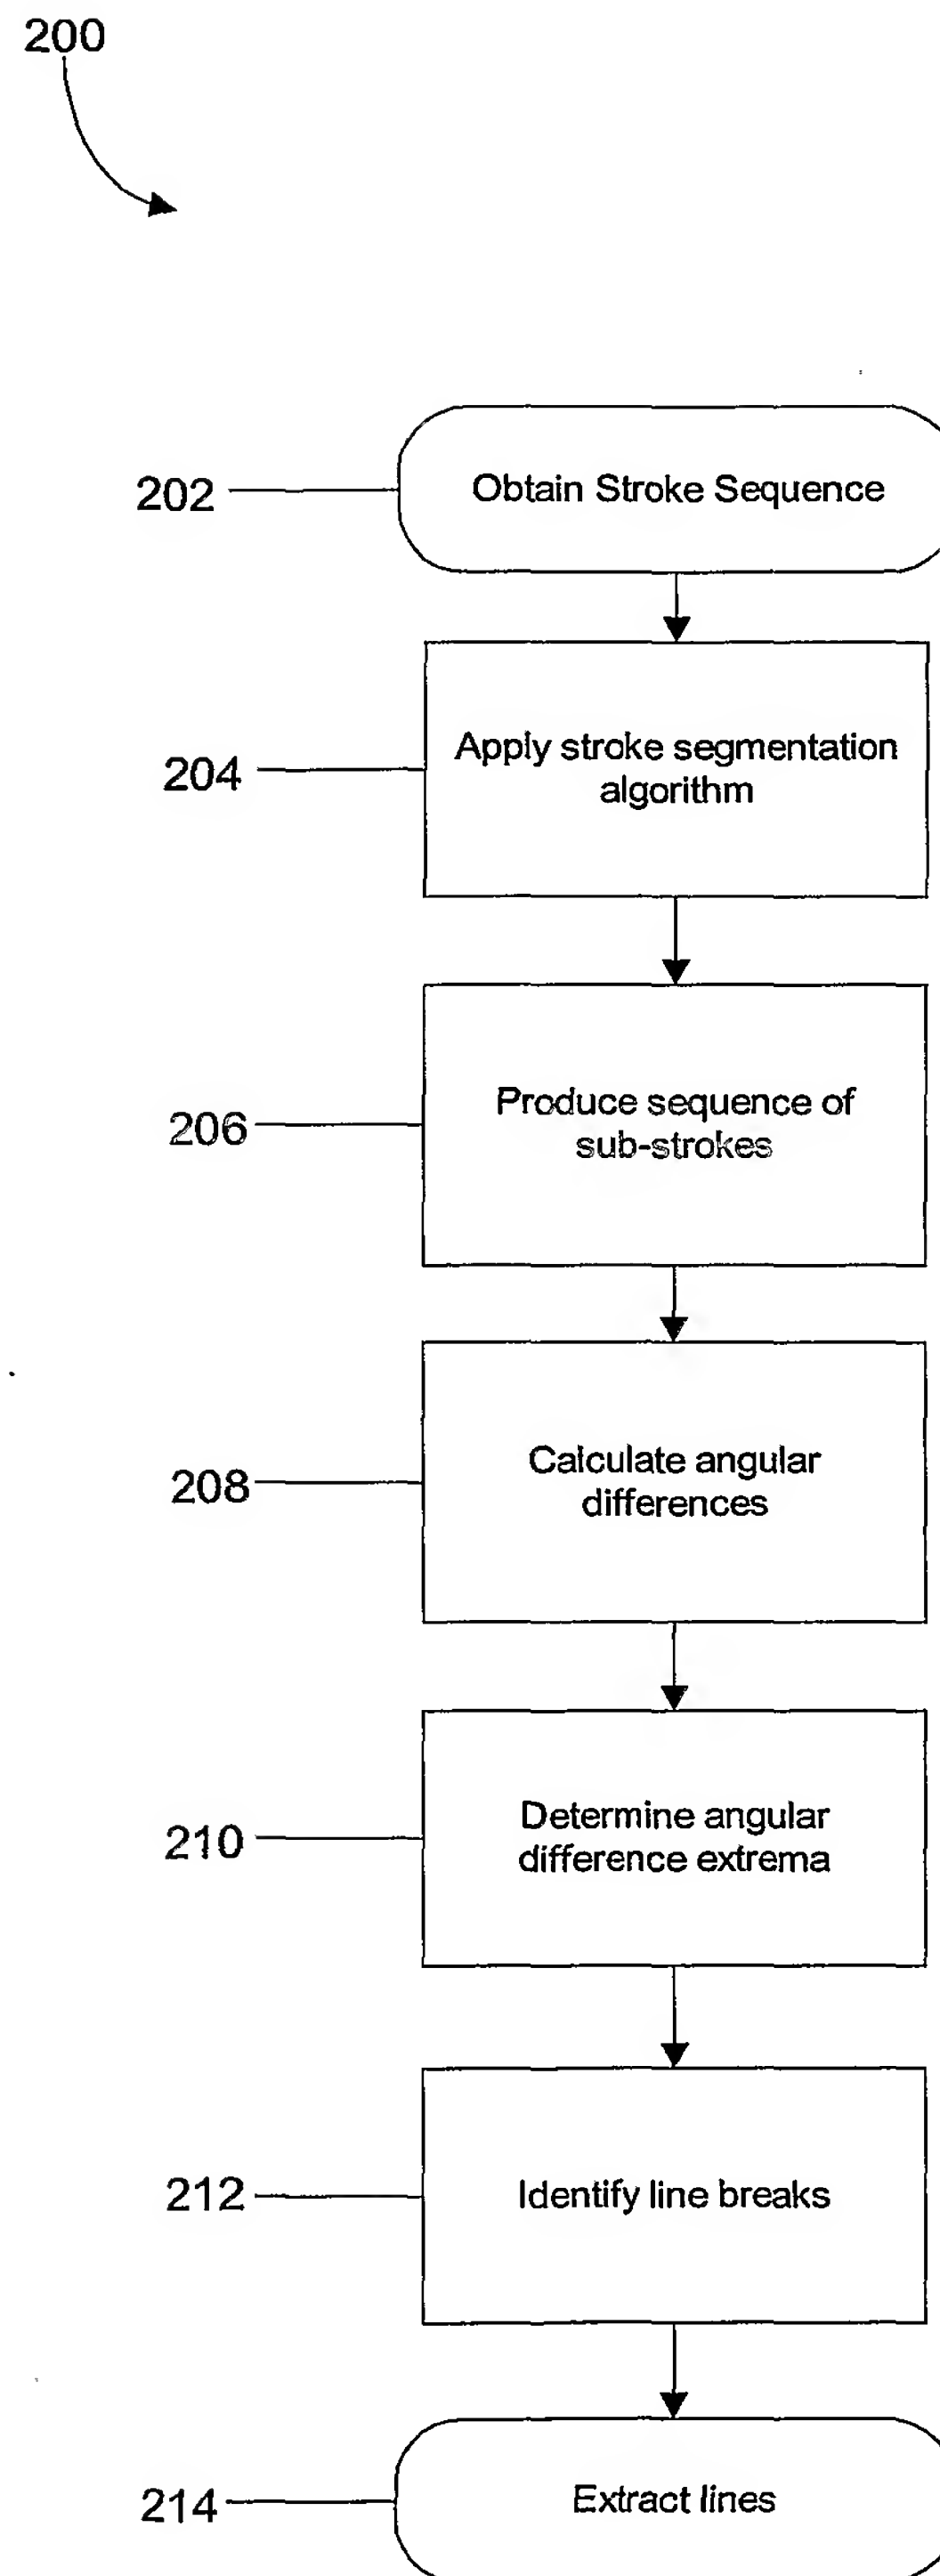 200
202
Obtain Stroke Sequence
204
Apply stroke segmentation
algorithm
206
Produce sequence of
sub-strokes
208
Calculate angular
differences
210
Determine angular
difference extrema
212
Identify line breaks
214
Extract lines